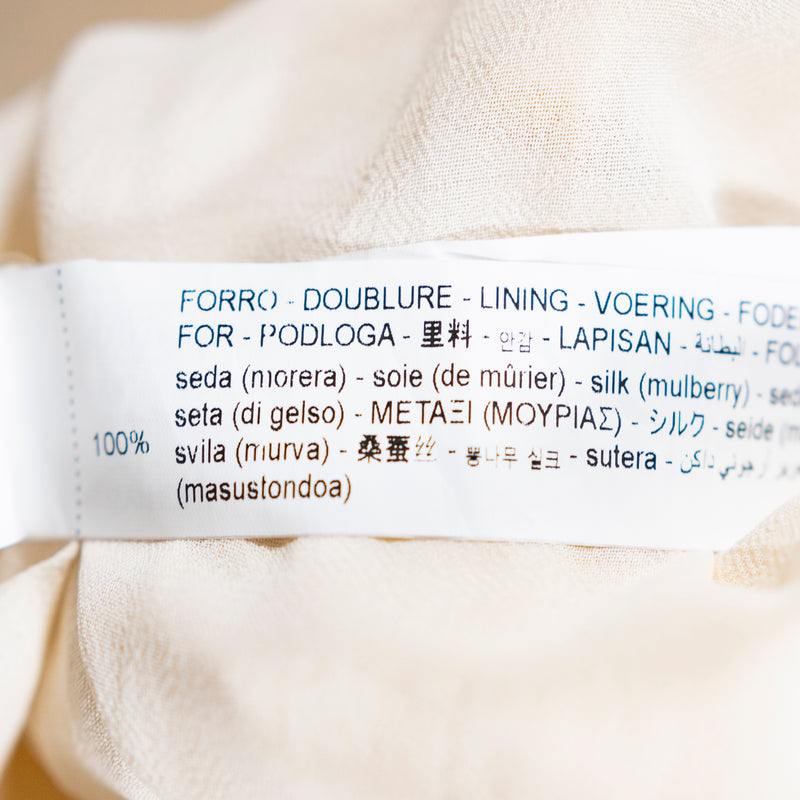 FORRO - DOUBLURE - LINING - VOERING -
FOR - PODLOGA - 里料 - 안감 - LAPISAN - البطانة -
seda (morera) - soie (de mûrier) - silk (mulberry) -
seta (di gelso) - ΜΕΤΑΞΙ (ΜΟΥΡΙΑΣ) - シルク - seide
100% svila (murva) - 桑蚕丝 - 뽕나무 실크 - sutera -
(masustondoa)